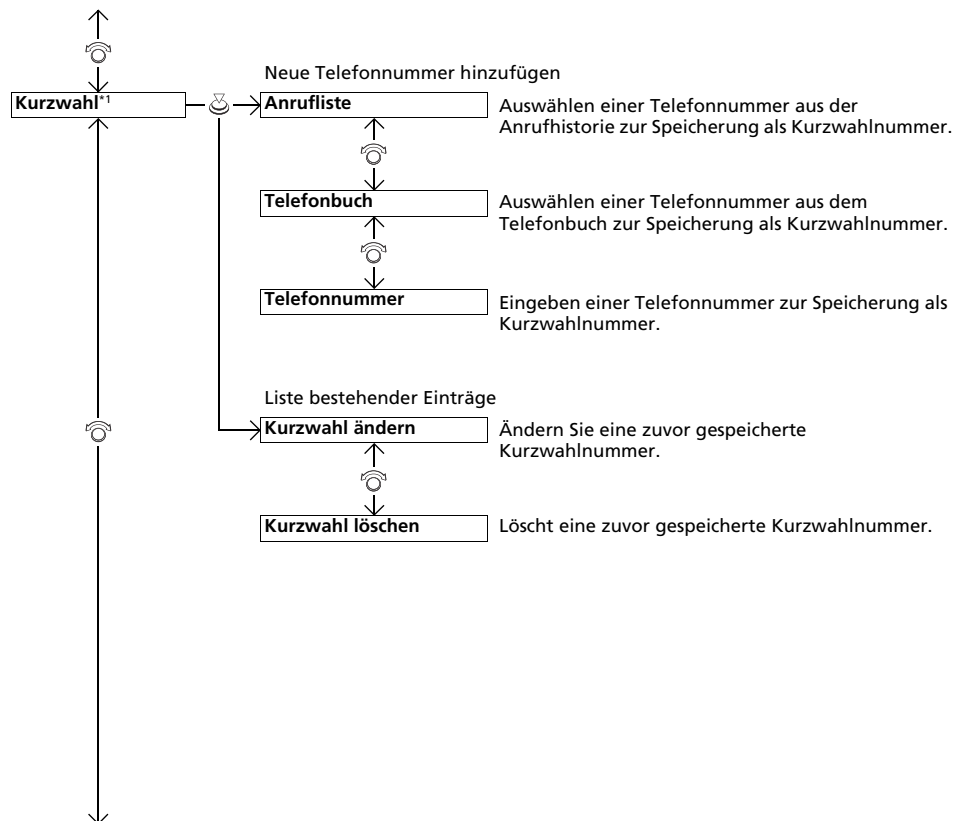 Neue Telefonnummer hinzufügen
Kurzwahl*1
Anrufliste
Auswählen einer Telefonnummer aus der
Anrufhistorie zur Speicherung als Kurzwahlnummer.
Telefonbuch
Auswählen einer Telefonnummer aus dem
Telefonbuch zur Speicherung als Kurzwahlnummer.
Telefonnummer
Eingeben einer Telefonnummer zur Speicherung als
Kurzwahlnummer.
Liste bestehender Einträge
Kurzwahl ändern
Ändern Sie eine zuvor gespeicherte
Kurzwahlnummer.
Kurzwahl löschen
Löscht eine zuvor gespeicherte Kurzwahlnummer.